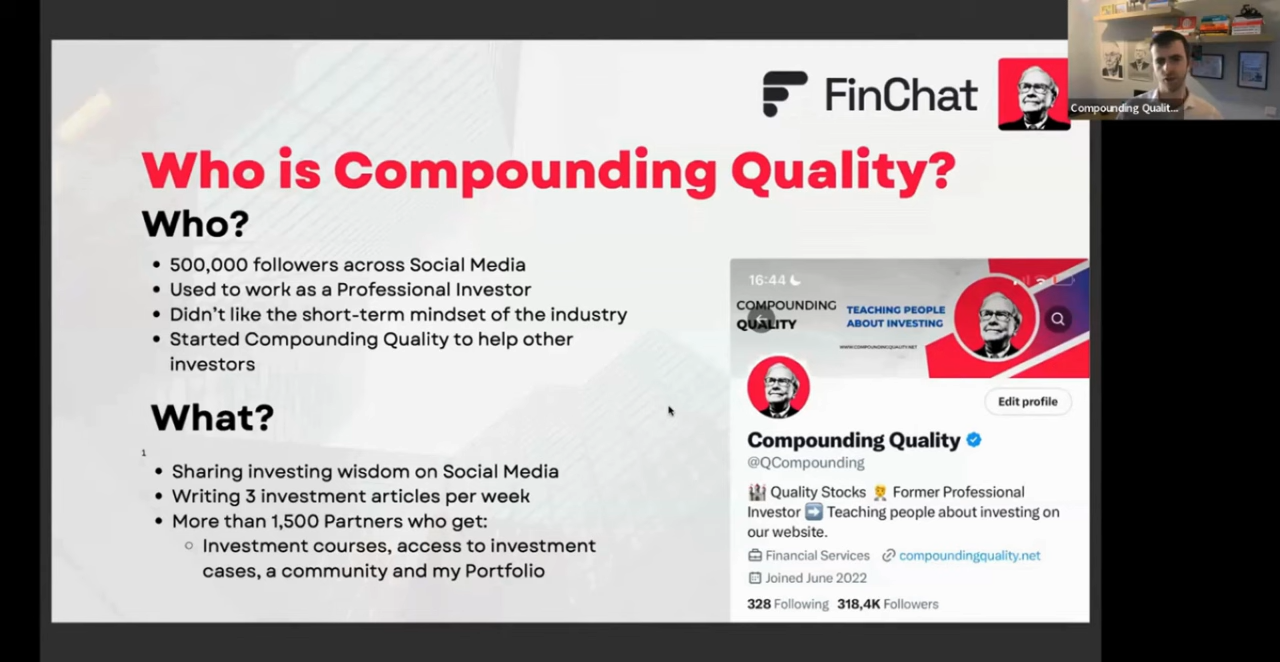 FinChat
Compounding Qualit...
Who is Compounding Quality?
Who?
• 500,000 followers across Social Media
• Used to work as a Professional Investor
• Didn't like the short-term mindset of the industry
• Started Compounding Quality to help other
investors
What?
1
• Sharing investing wisdom on Social Media
• Writing 3 investment articles per week
• More than 1,500 Partners who get:
○ Investment courses, access to investment
cases, a community and my Portfolio
16:44
COMPOUNDING
QUALITY
TEACHING PEOPLE
ABOUT INVESTING
WWW.COMPOUNDINGQUALITY.NET
Edit profile
Compounding Quality
@QCompounding
Quality Stocks Former Professional
Investor Teaching people about investing on
our website.
Financial Services compoundingquality.net
Joined June 2022
328 Following 318,4K Followers